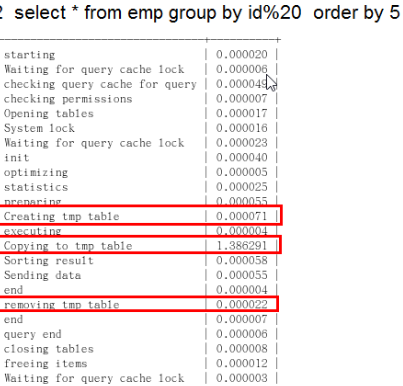 2 select * from emp group by id%20 order by 5
starting | 0.000020 |
Waiting for query cache lock | 0.000006 |
checking query cache for query | 0.000049 |
checking permissions | 0.000007 |
Opening tables | 0.000017 |
System lock | 0.000016 |
Waiting for query cache lock | 0.000023 |
init | 0.000040 |
optimizing | 0.000005 |
statistics | 0.000025 |
preparing | 0.000055 |
Creating tmp table | 0.000071 |
executing | 0.000004 |
Copying to tmp table | 1.386291 |
Sorting result | 0.000058 |
Sending data | 0.000055 |
end | 0.000004 |
removing tmp table | 0.000022 |
end | 0.000007 |
query end | 0.000006 |
closing tables | 0.000008 |
freeing items | 0.000012 |
Waiting for query cache lock | 0.000003 |